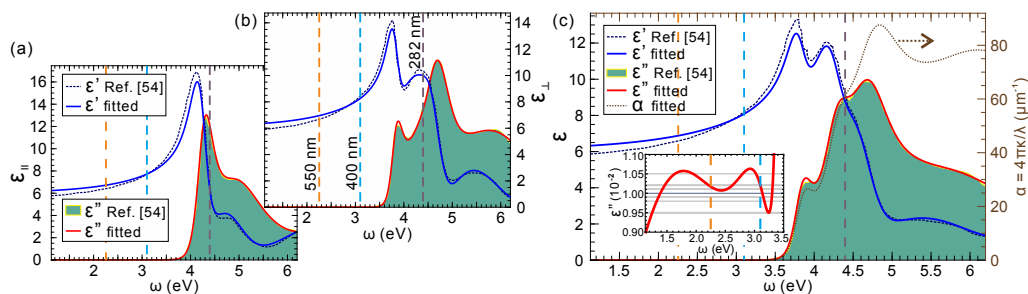 (a)
ε∥
16
14
12
10
8
6
4
2
0
ε' Ref. [54]
ε' fitted
ε'' Ref. [54]
ε'' fitted
2 3 4 5 6
ω (eV)
(b)
550 nm
400 nm
282 nm
14
12
10
8
6
4
2
0
ε⊥
2 3 4 5 6
ω (eV)
(c)
ε
12
10
8
6
4
2
0
ε' Ref. [54]
ε' fitted
ε'' Ref. [54]
ε'' fitted
α fitted
1.10
1.05
1.00
0.95
0.90
ε'' (10⁻²)
1.5 2.0 2.5 3.0 3.5
ω (eV)
1.5 2 2.5 3 3.5 4 4.5 5 5.5 6
ω (eV)
80
60
40
20
0
α = 4πκ/λ (μm⁻¹)